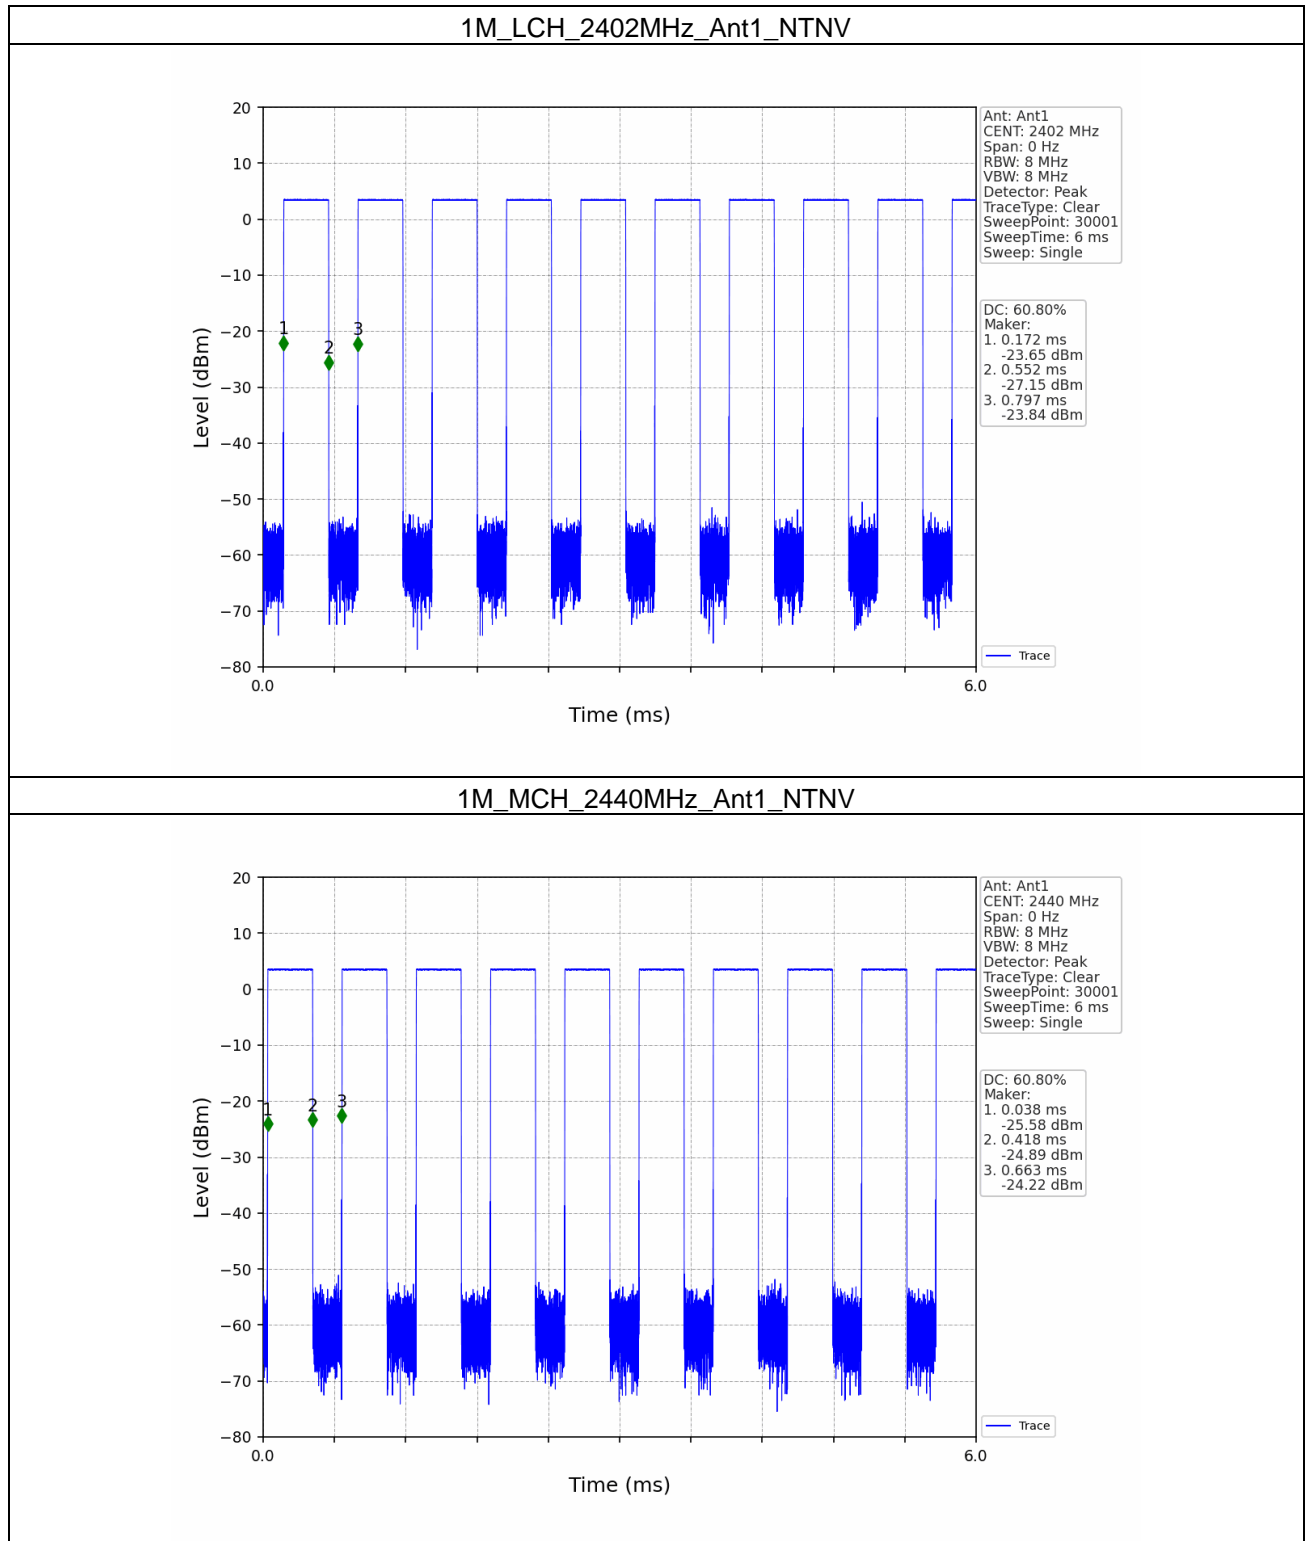 1M_LCH_2402MHz_Ant1_NTNV
20
10
0
−10
−20
−30
−40
−50
−60
−70
−80
Level (dBm)
1
2
3
0.0
6.0
Time (ms)
Ant: Ant1
CENT: 2402 MHz
Span: 0 Hz
RBW: 8 MHz
VBW: 8 MHz
Detector: Peak
TraceType: Clear
SweepPoint: 30001
SweepTime: 6 ms
Sweep: Single
DC: 60.80%
Maker:
1. 0.172 ms
-23.65 dBm
2. 0.552 ms
-27.15 dBm
3. 0.797 ms
-23.84 dBm
Trace
1M_MCH_2440MHz_Ant1_NTNV
20
10
0
−10
−20
−30
−40
−50
−60
−70
−80
Level (dBm)
1
2
3
0.0
6.0
Time (ms)
Ant: Ant1
CENT: 2440 MHz
Span: 0 Hz
RBW: 8 MHz
VBW: 8 MHz
Detector: Peak
TraceType: Clear
SweepPoint: 30001
SweepTime: 6 ms
Sweep: Single
DC: 60.80%
Maker:
1. 0.038 ms
-25.58 dBm
2. 0.418 ms
-24.89 dBm
3. 0.663 ms
-24.22 dBm
Trace